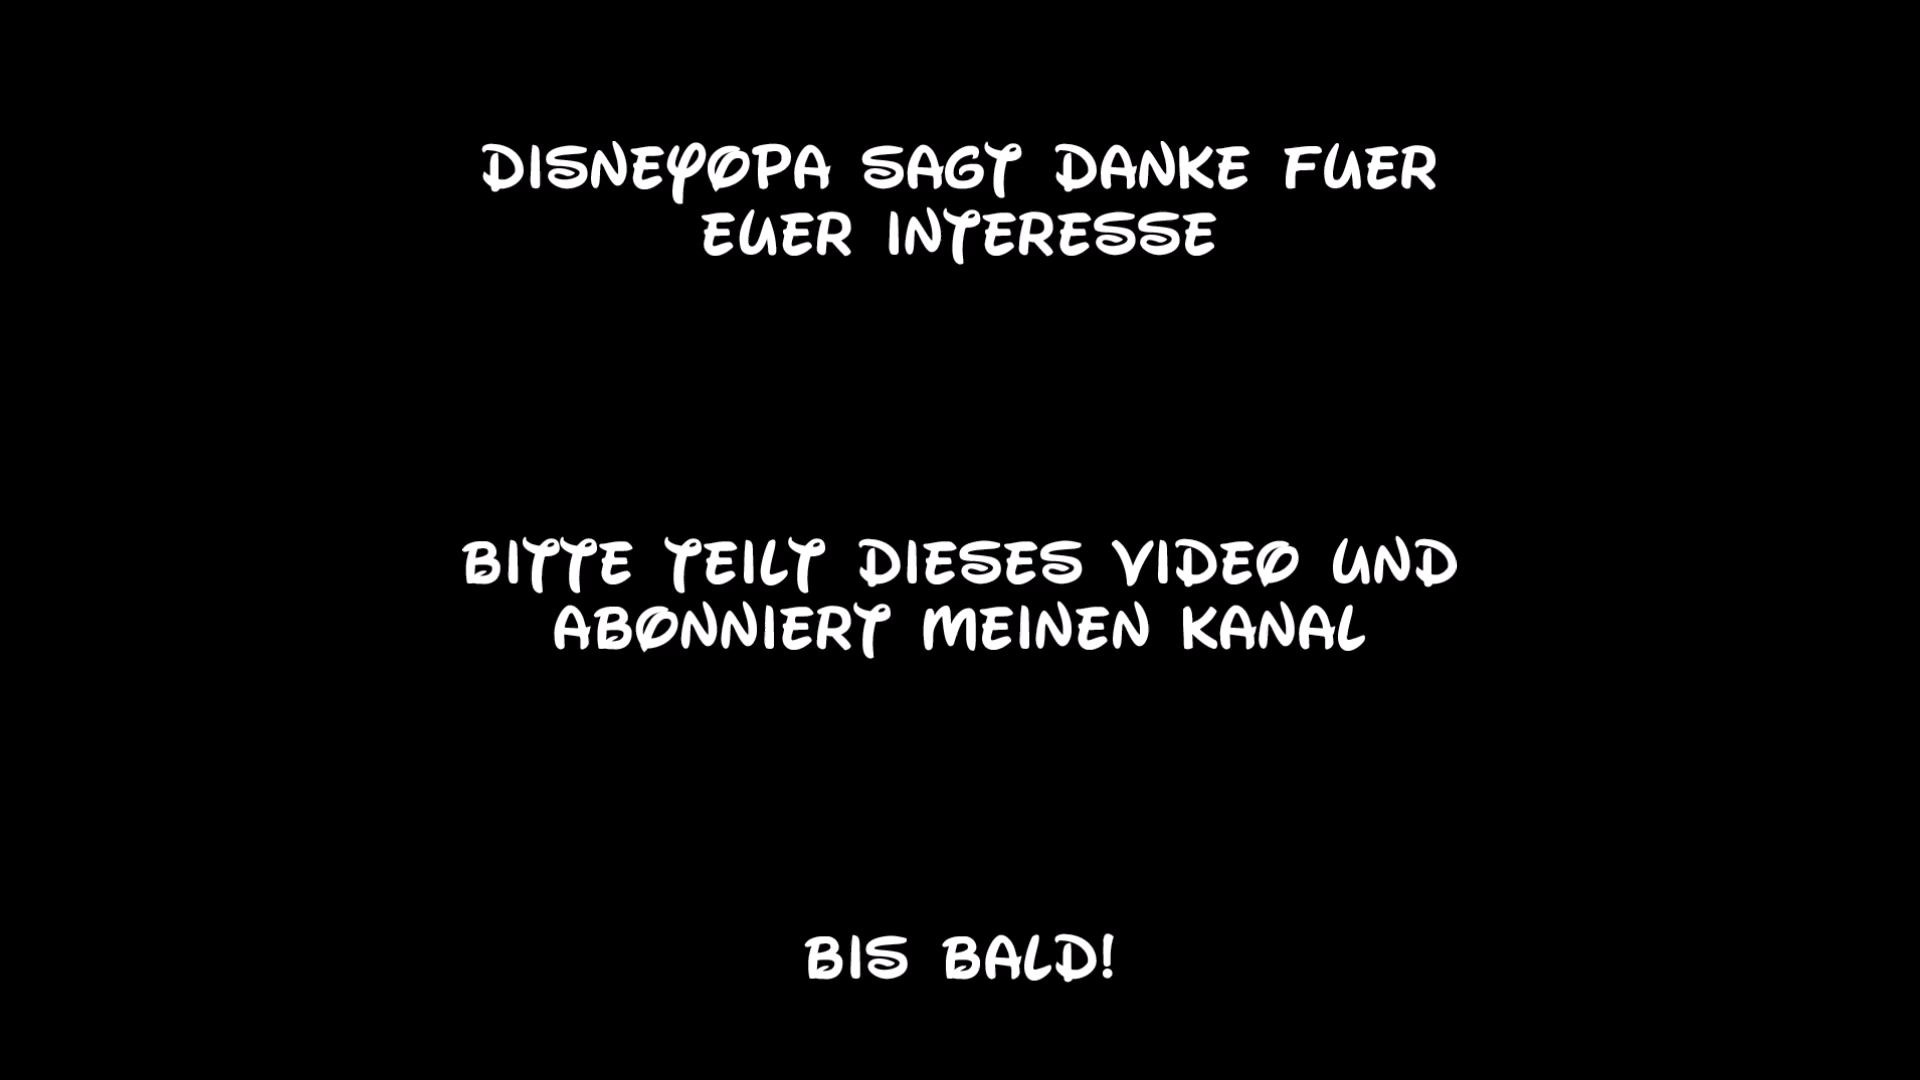 DISNEYOPA SAGT DANKE FUER
EUER INTERESSE
BITTE TEILT DIESES VIDEO UND
ABONNIERT MEINEN KANAL
BIS BALD!